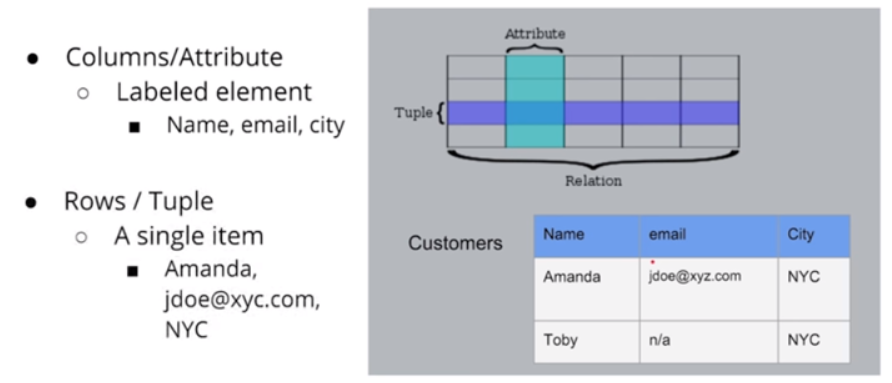 Columns/Attribute
Labeled element
Name, email, city
Rows / Tuple
A single item
Amanda,
jdoe@xyc.com,
NYC
Attribute
Tuple
Relation
Customers
Name email City
Amanda jdoe@xyz.com NYC
Toby n/a NYC